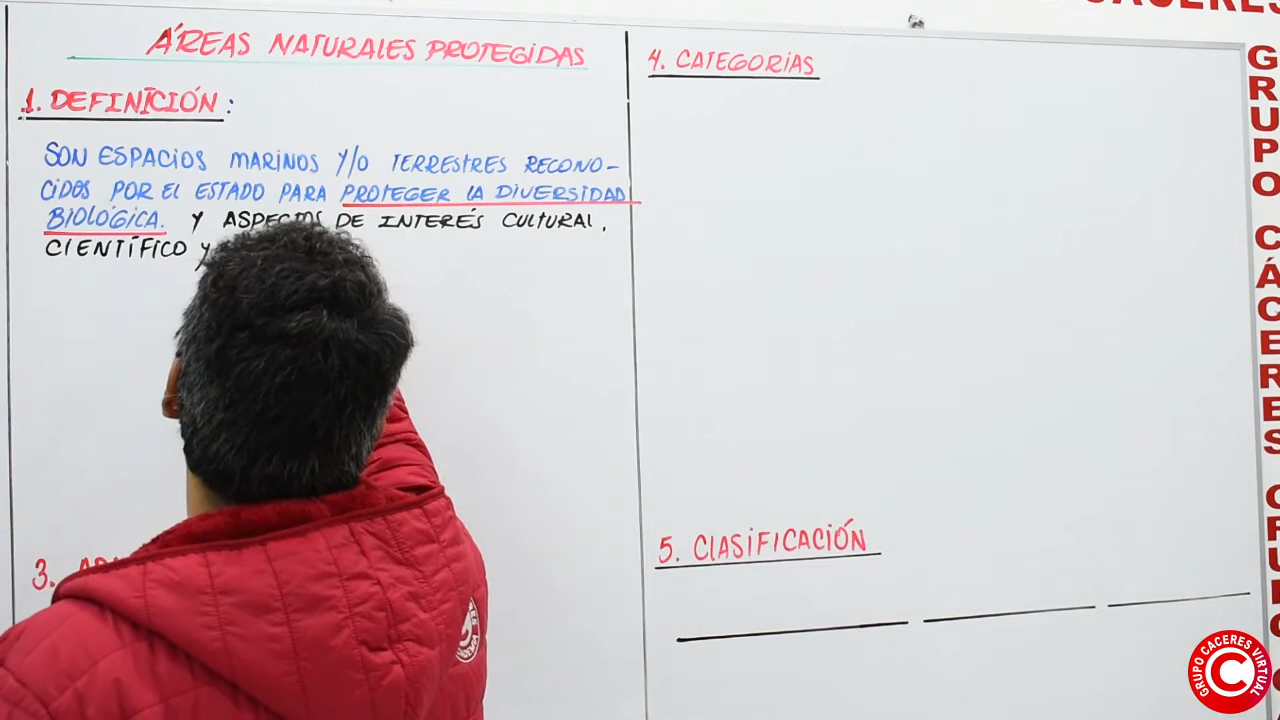 ÁREAS NATURALES PROTEGIDAS
1. DEFINICIÓN :
SON ESPACIOS MARINOS Y/O TERRESTRES RECONO-
CIDOS POR EL ESTADO PARA PROTEGER LA DIVERSIDAD
BIOLÓGICA. Y ASPECTOS DE INTERÉS CULTURAL,
CIENTÍFICO Y
3.
4. CATEGORIAS
5. CLASIFICACIÓN
GRUPO CÁCERES
GRUPO CACERES VIRTUAL
C